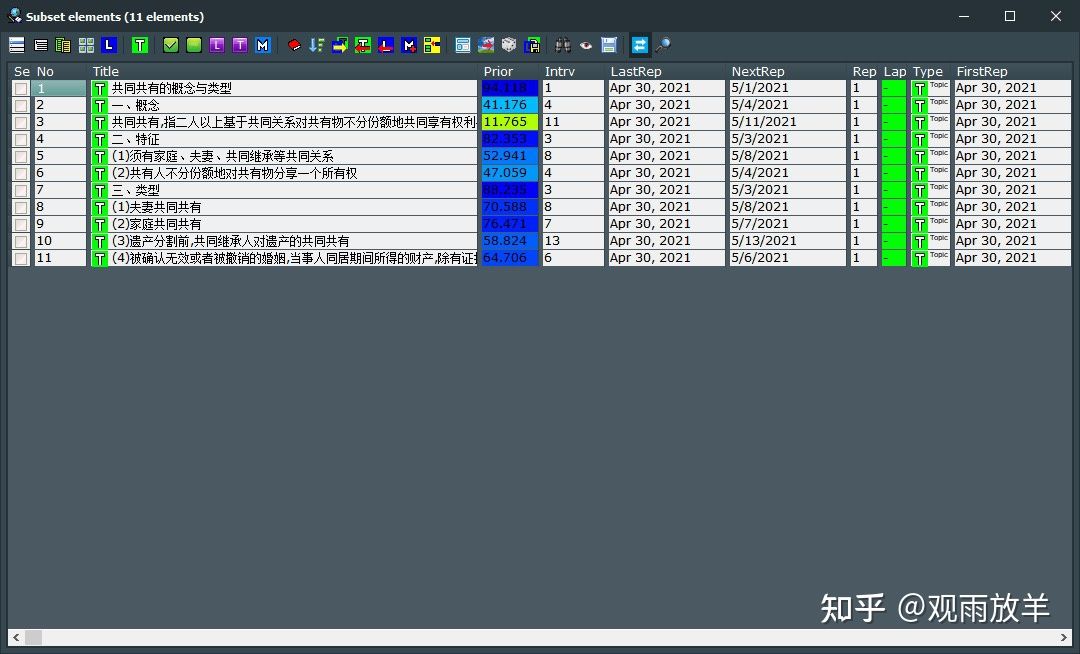 Subset elements (11 elements)
Se No Title Prior Intrv LastRep NextRep Rep Lap Type FirstRep
1 共同共有的概念与类型 94.118 1 Apr 30, 2021 5/1/2021 1 - Topic Apr 30, 2021
2 一、概念 41.176 4 Apr 30, 2021 5/4/2021 1 - Topic Apr 30, 2021
3 共同共有,指二人以上基于共同关系对共有物不分份额地共同享有权利 11.765 11 Apr 30, 2021 5/11/2021 1 - Topic Apr 30, 2021
4 二、特征 82.353 3 Apr 30, 2021 5/3/2021 1 - Topic Apr 30, 2021
5 (1)须有家庭、夫妻、共同继承等共同关系 52.941 8 Apr 30, 2021 5/8/2021 1 - Topic Apr 30, 2021
6 (2)共有人不分份额地对共有物分享一个所有权 47.059 4 Apr 30, 2021 5/4/2021 1 - Topic Apr 30, 2021
7 三、类型 88.235 3 Apr 30, 2021 5/3/2021 1 - Topic Apr 30, 2021
8 (1)夫妻共同共有 70.588 8 Apr 30, 2021 5/8/2021 1 - Topic Apr 30, 2021
9 (2)家庭共同共有 76.471 7 Apr 30, 2021 5/7/2021 1 - Topic Apr 30, 2021
10 (3)遗产分割前,共同继承人对遗产的共同共有 58.824 13 Apr 30, 2021 5/13/2021 1 - Topic Apr 30, 2021
11 (4)被确认无效或者被撤销的婚姻,当事人同居期间所得的财产,除有证 64.706 6 Apr 30, 2021 5/6/2021 1 - Topic Apr 30, 2021
知乎 @观雨放羊